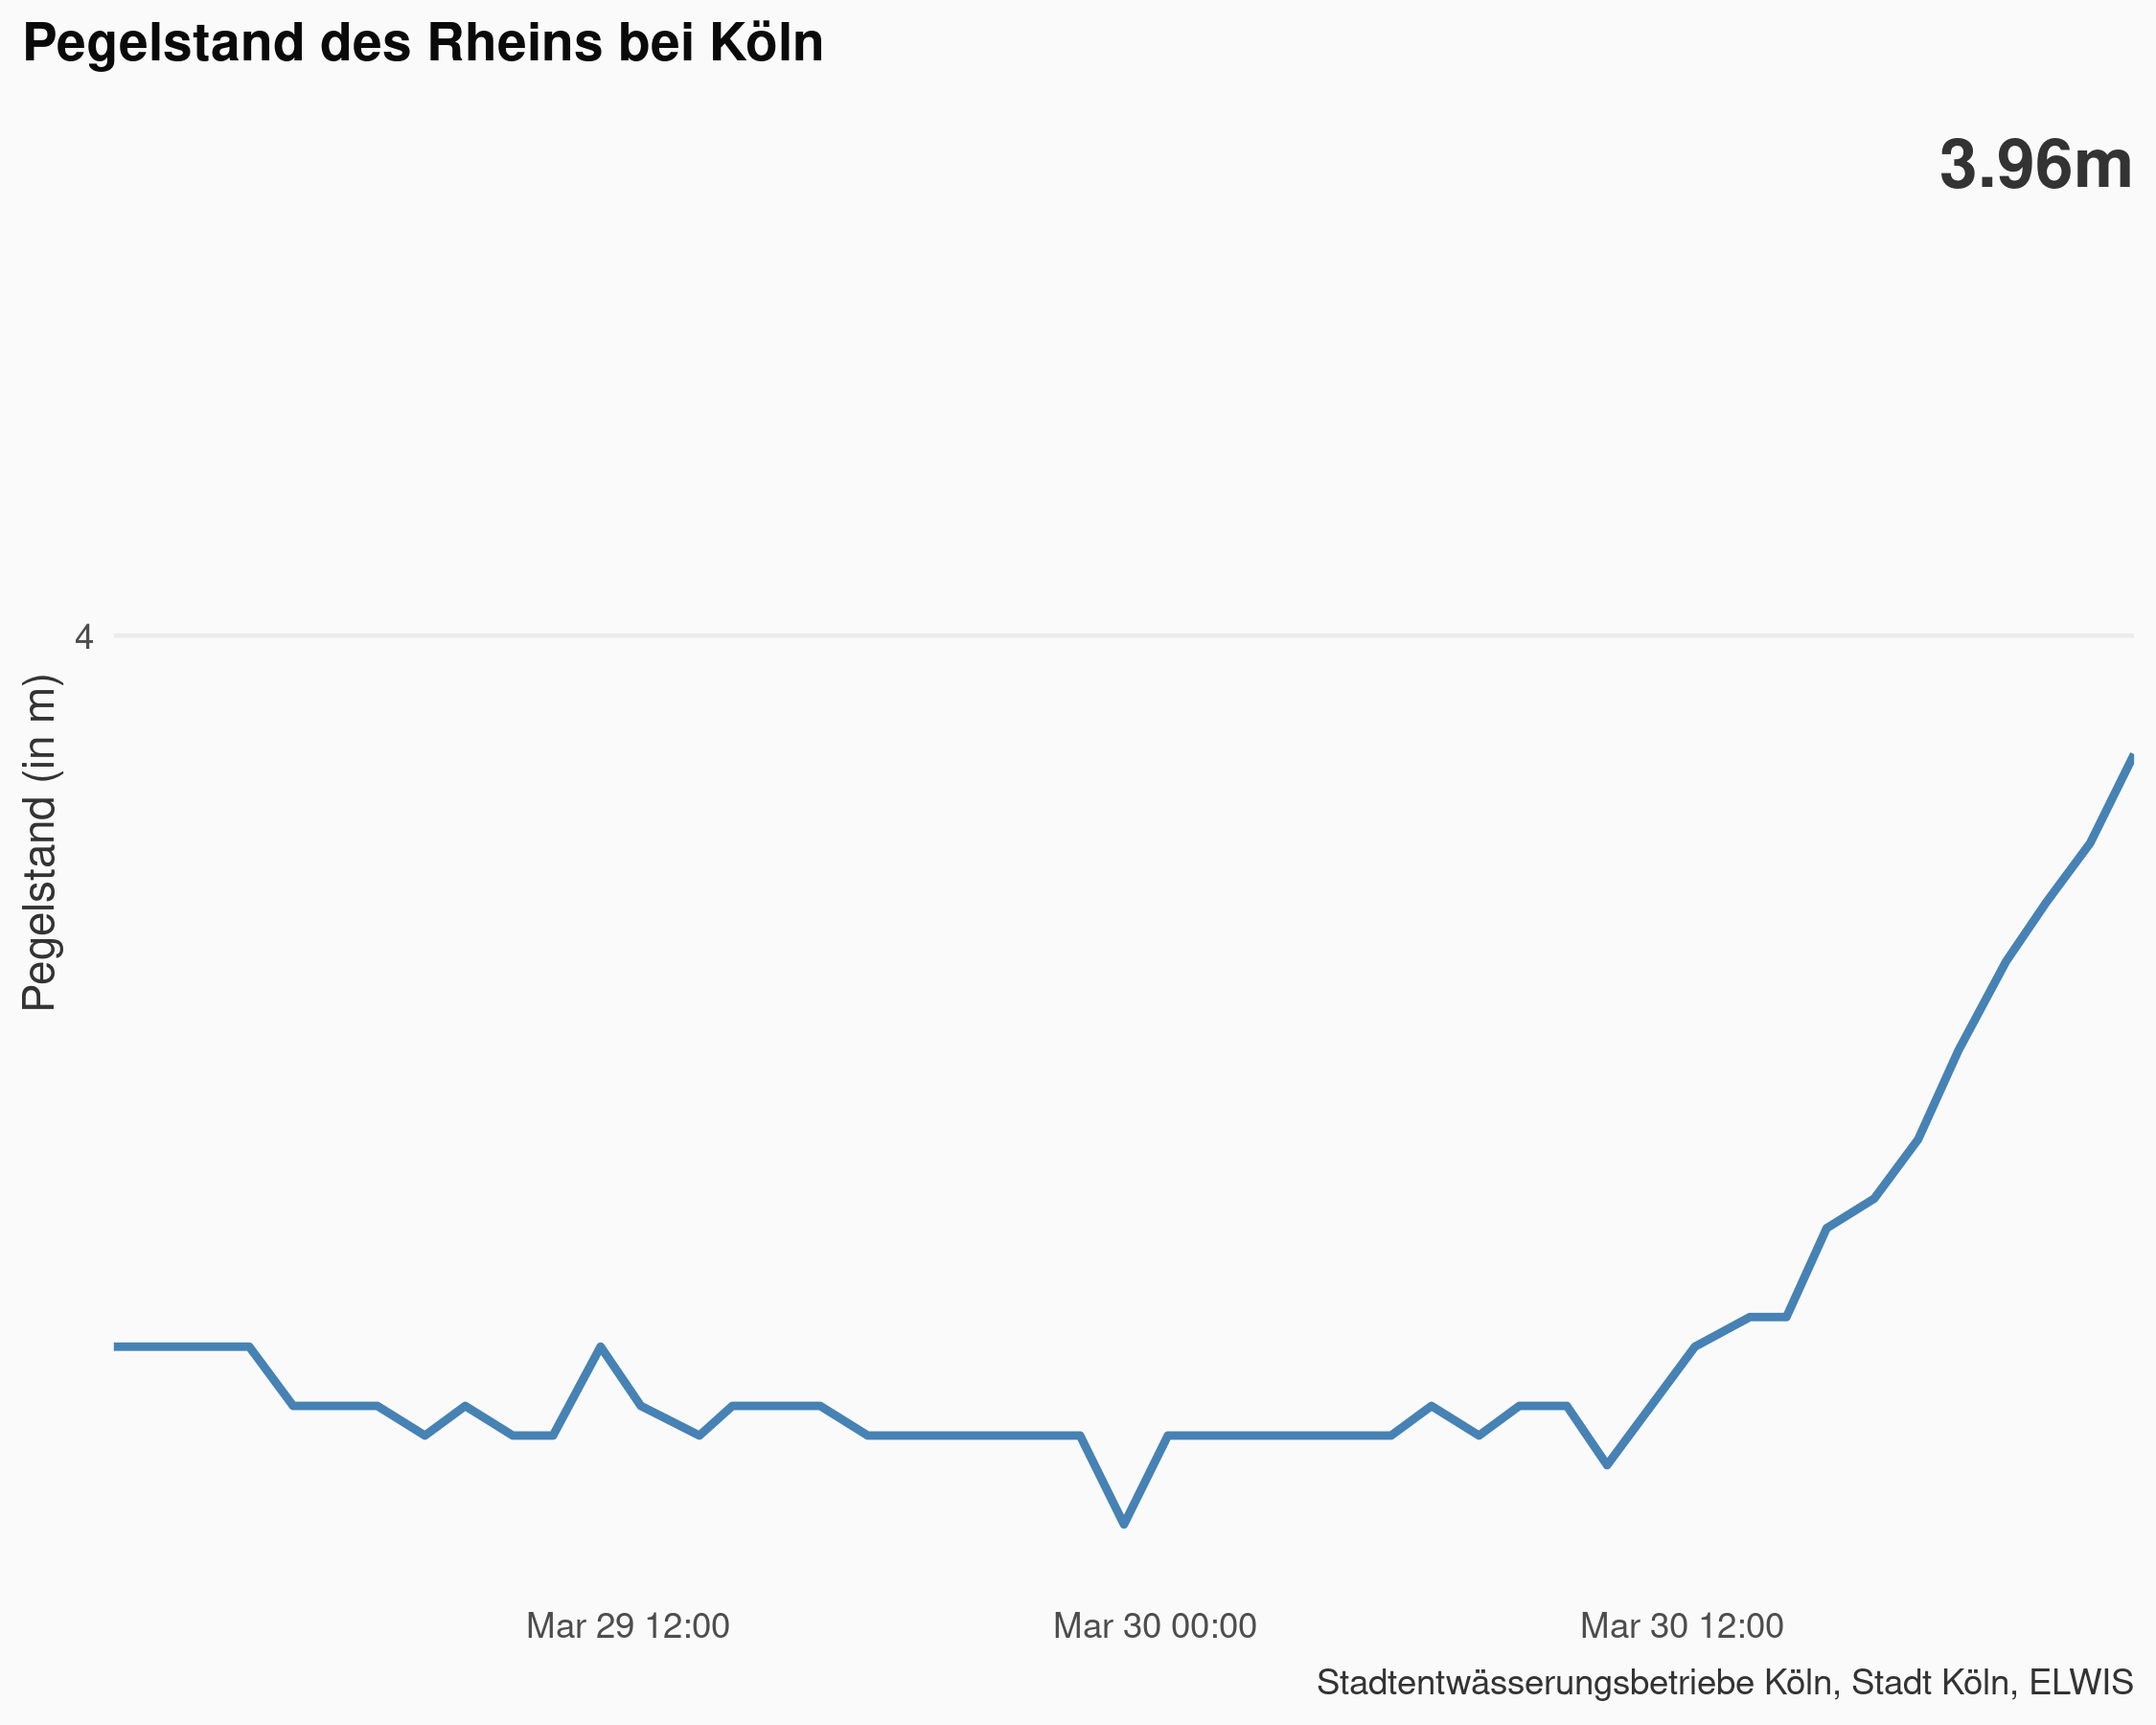 Pegelstand des Rheins bei Köln
3.96m
4
Pegelstand (in m)
Mar 29 12:00
Mar 30 00:00
Mar 30 12:00
Stadtentwässerungsbetriebe Köln, Stadt Köln, ELWIS